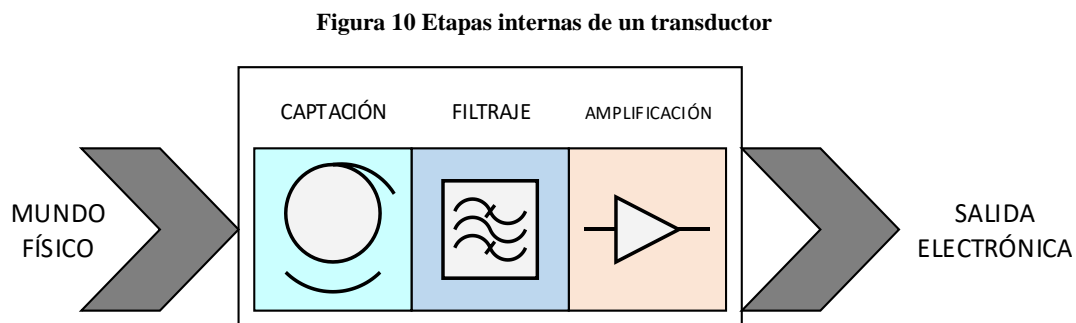 Figura 10 Etapas internas de un transductor
CAPTACIÓN
FILTRAJE
AMPLIFICACIÓN
MUNDO
FÍSICO
SALIDA
ELECTRÓNICA